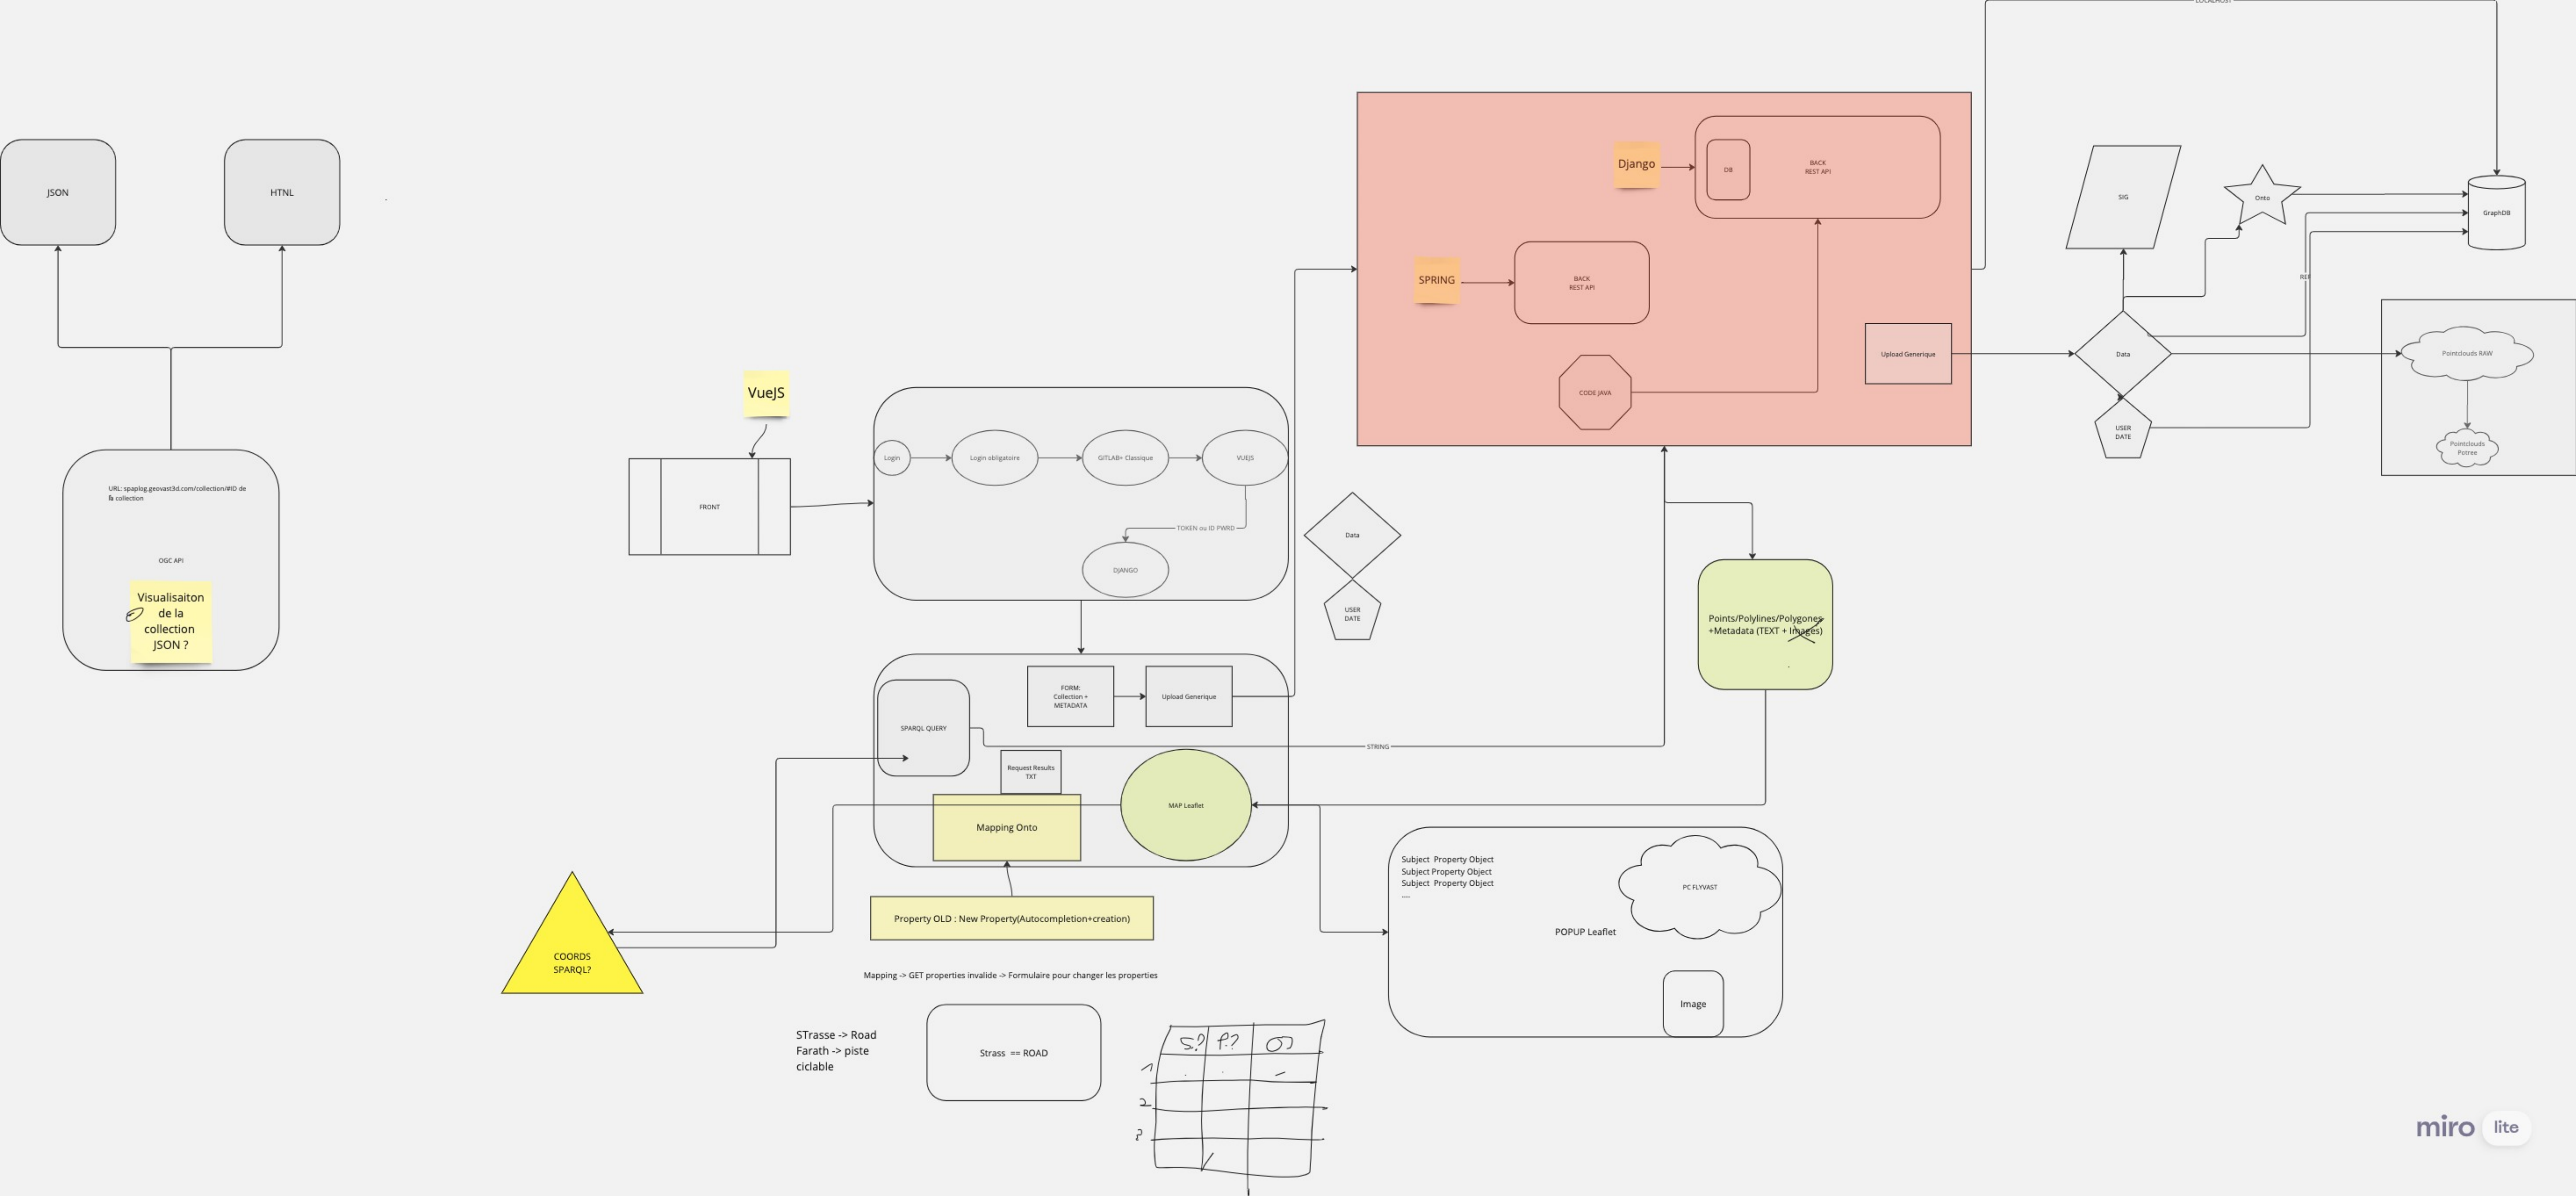 LOCALHOST
JSON
HTNL
URL: spaplog.geovast3d.com/collection/#ID de
la collection
OGC API
Visualisaiton
de la
collection
JSON ?
VueJS
FRONT
Login
Login obligatoire
GITLAB+ Classique
VUEJS
TOKEN ou ID PWRD
DJANGO
Data
USER
DATE
Django
DB
BACK
REST API
SPRING
BACK
REST API
CODE JAVA
Upload Generique
SIG
Onto
GraphDB
REF
Data
USER
DATE
Pointclouds RAW
Pointclouds
Potree
Points/Polylines/Polygones
+Metadata (TEXT + Images)
FORM:
Collection +
METADATA
Upload Generique
SPARQL QUERY
STRING
Request Results
TXT
Mapping Onto
MAP Leaflet
Property OLD : New Property(Autocompletion+creation)
COORDS
SPARQL?
Mapping -> GET properties invalide -> Formulaire pour changer les properties
Subject Property Object
Subject Property Object
Subject Property Object
....
PC FLYVAST
POPUP Leaflet
Image
STrasse -> Road
Farath -> piste
ciclable
Strass == ROAD
S? P.?
1
2
?
miro lite